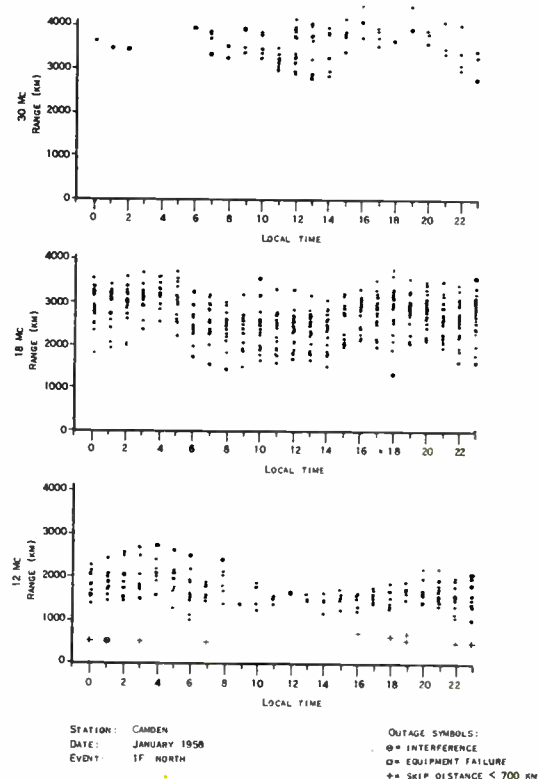 4000
3000
2000
1000
0
30 MC
RANGE (KM)
0 2 4 6 8 10 12 14 16 18 20 22
LOCAL TIME
4000
3000
2000
1000
0
18 MC
RANGE (KM)
0 2 4 6 8 10 12 14 16 18 20 22
LOCAL TIME
4000
3000
2000
1000
0
12 MC
RANGE (KM)
0 2 4 6 8 10 12 14 16 18 20 22
LOCAL TIME
STATION: CAMDEN
DATE: JANUARY 1958
EVENT: 1F NORTH
OUTAGE SYMBOLS:
= INTERFERENCE
= EQUIPMENT FAILURE
+= SKIP DISTANCE < 700 KM